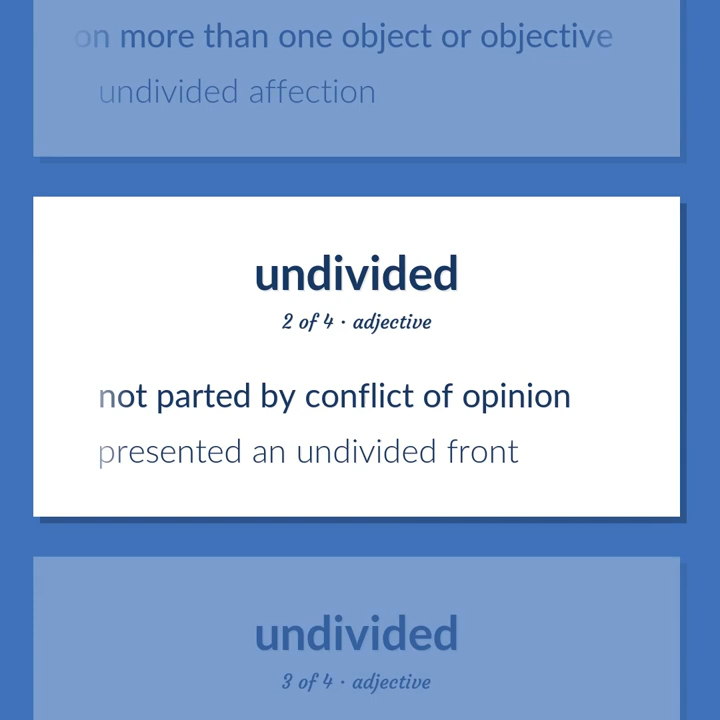 on more than one object or objective
undivided affection
undivided
2 of 4 · adjective
not parted by conflict of opinion
presented an undivided front
undivided
3 of 4 · adjective